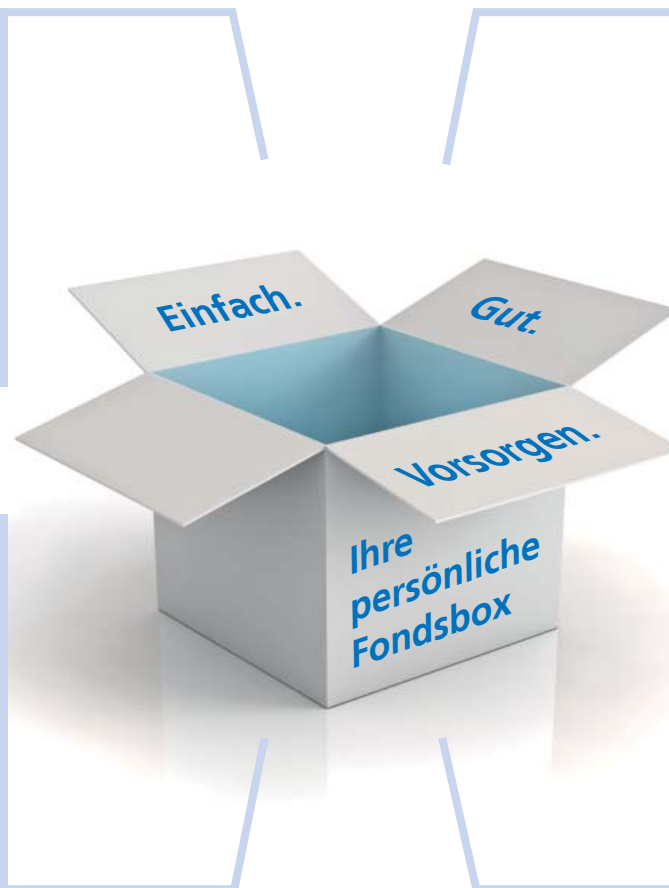 Einfach.
Gut.
Vorsorgen.
Ihre
persönliche
Fondsbox